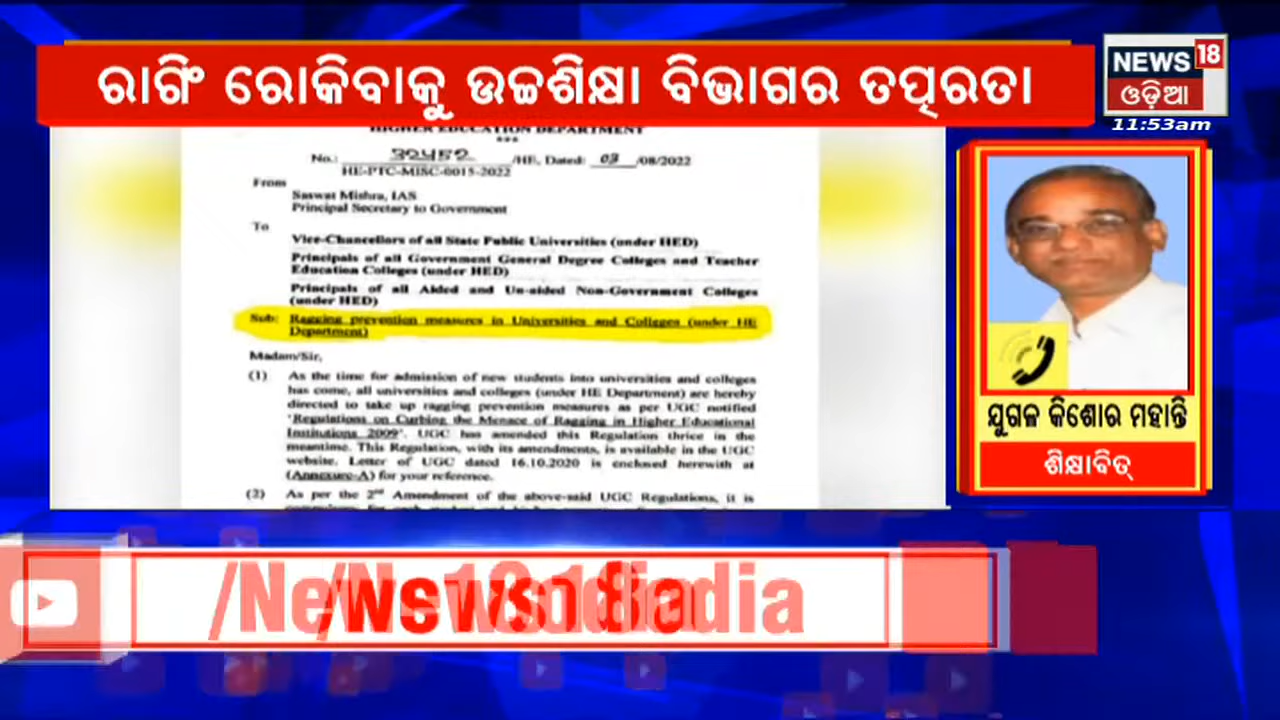 ରାଗିଂ ରୋକିବାକୁ ଉଚ୍ଚଶିକ୍ଷା ବିଭାଗର ତତ୍ପରତା
NEWS 18
ଓଡ଼ିଆ
11:53am
HIGHER EDUCATION DEPARTMENT
***
No.: /HE, Dated: 03/08/2022
HE-PTC-MISC-0015-2022
From
Saswat Mishra, IAS
Principal Secretary to Government
To
Vice-Chancellors of all State Public Universities (under HED)
Principals of all Government General Degree Colleges and Teacher
Education Colleges (under HED)
Principals of all Aided and Un-aided Non-Government Colleges
(under HED)
Sub: Ragging prevention measures in Universities and Colleges (under HE
Department)
Madam/Sir,
(1) As the time for admission of new students into universities and colleges
has come, all universities and colleges (under HE Department) are hereby
directed to take up ragging prevention measures as per UGC notified
'Regulations on Curbing the Menace of Ragging in Higher Educational
Institutions 2009'. UGC has amended this Regulation thrice in the
meantime. This Regulation, with its amendments, is available in the UGC
website. Letter of UGC dated 16.10.2020 is enclosed herewith at
(Annexure-A) for your reference.
(2) As per the 2nd Amendment of the above-said UGC Regulations, it is
ଯୁଗଳ କିଶୋର ମହାନ୍ତି
ଶିକ୍ଷାବିତ୍